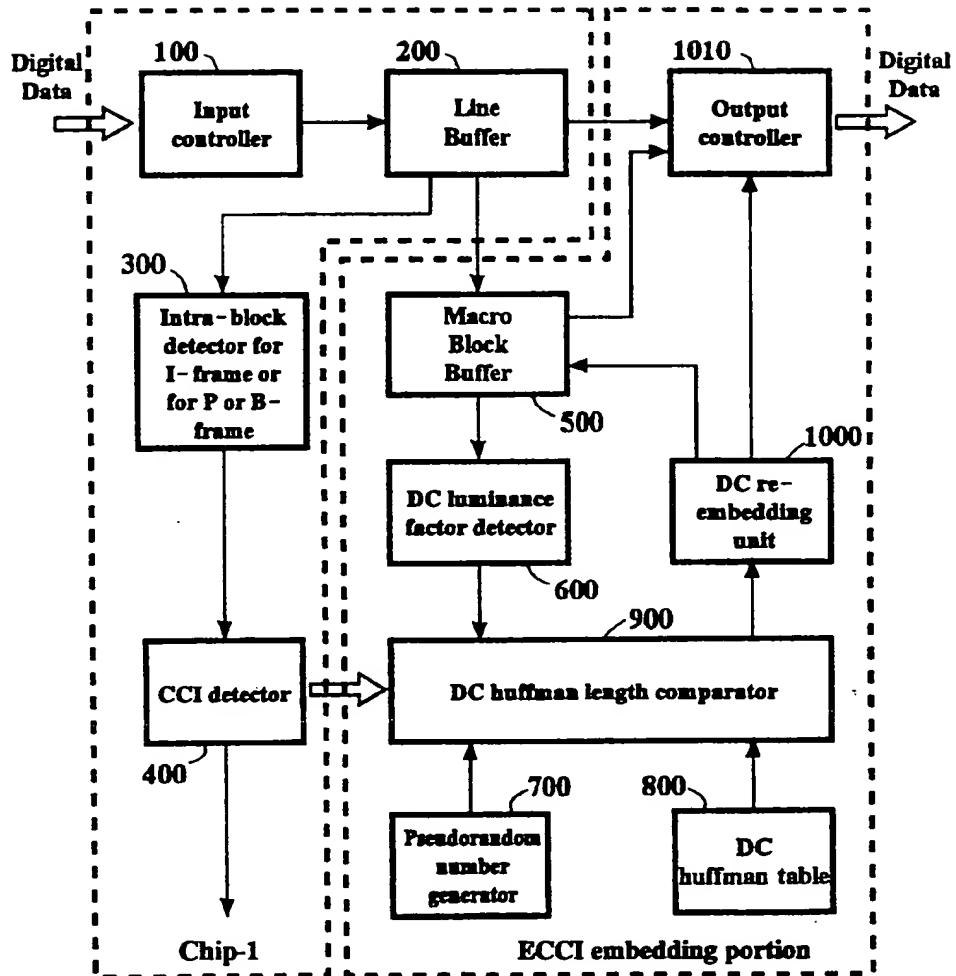 100
200
1010
Digital
Data
Input
controller
Line
Buffer
Output
controller
Digital
Data
300
Intra-block
detector for
I-frame or
for P or B-
frame
Macro
Block
Buffer
500
1000
DC luminance
factor detector
DC re-
embedding
unit
600
900
CCI detector
DC huffman length comparator
400
700
800
Pseudorandom
number
generator
DC
huffman table
Chip-1
ECCI embedding portion